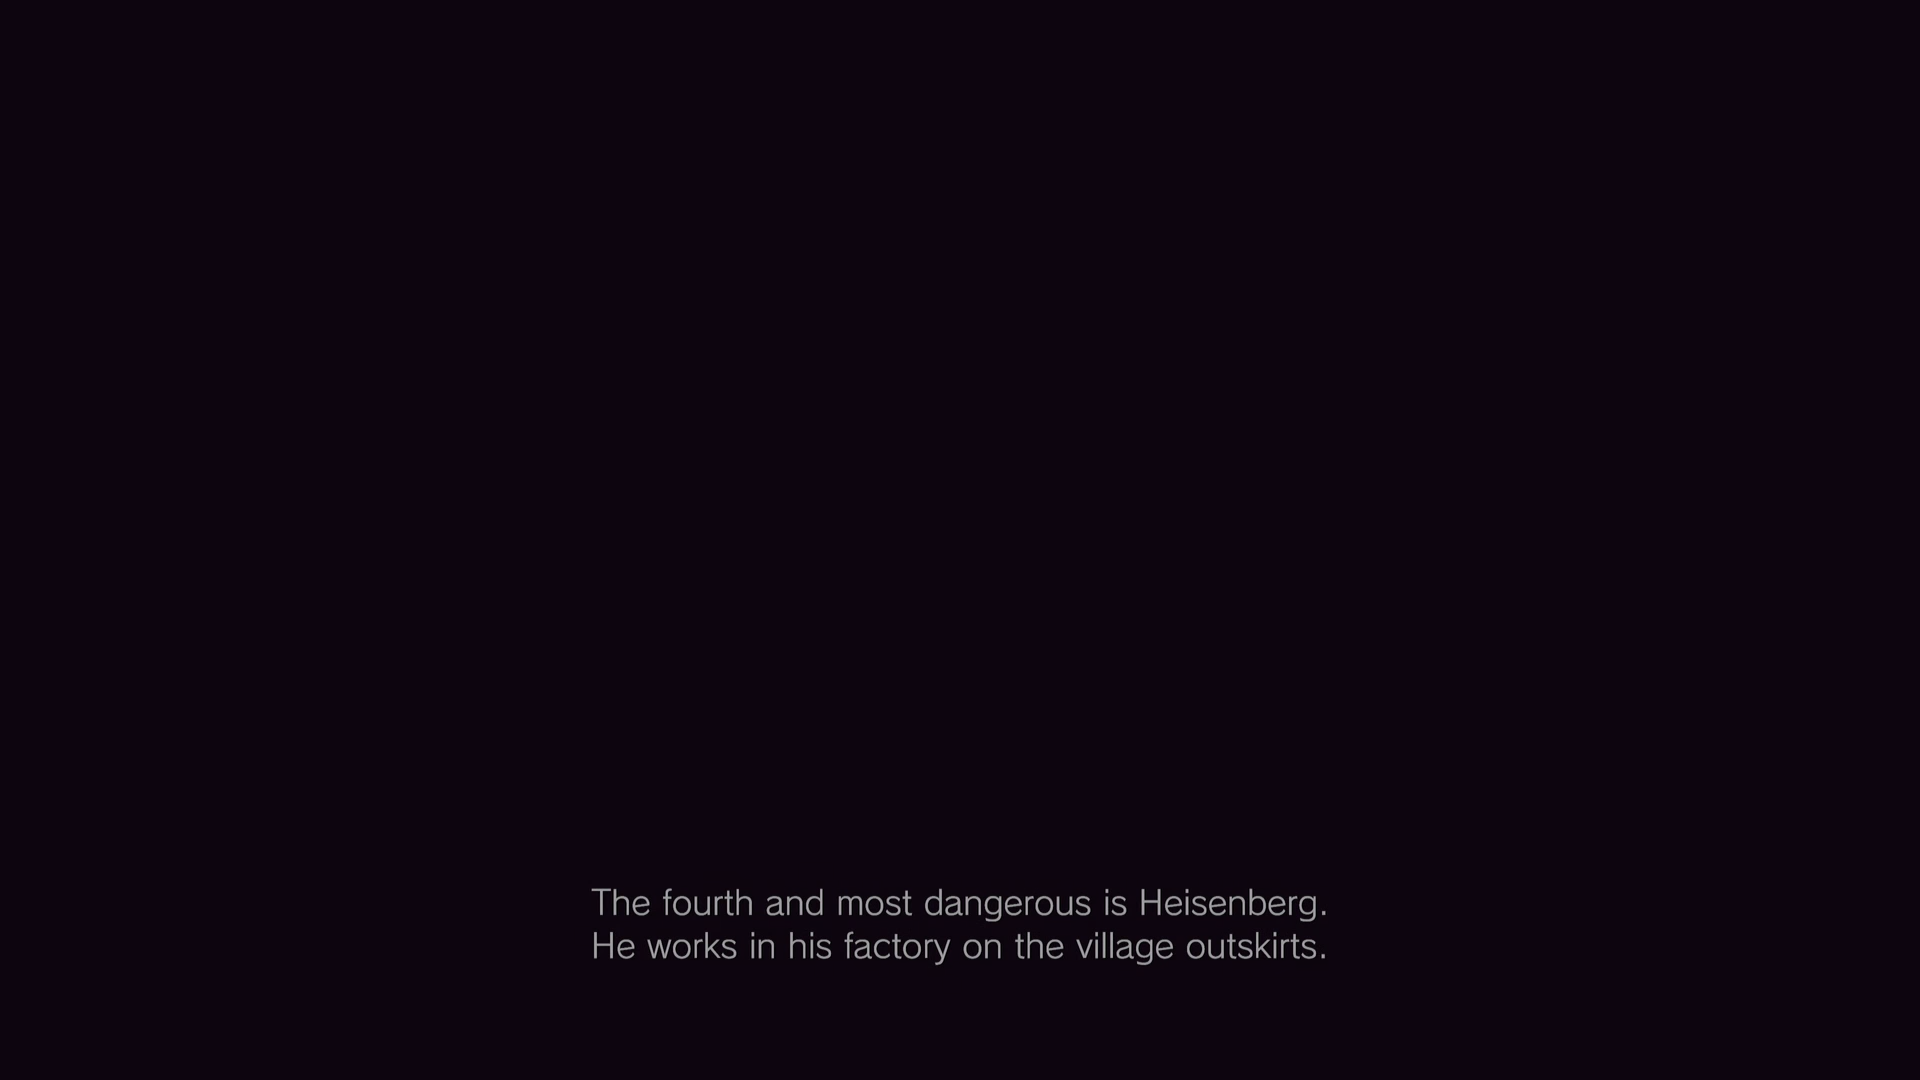 The fourth and most dangerous is Heisenberg.
He works in his factory on the village outskirts.